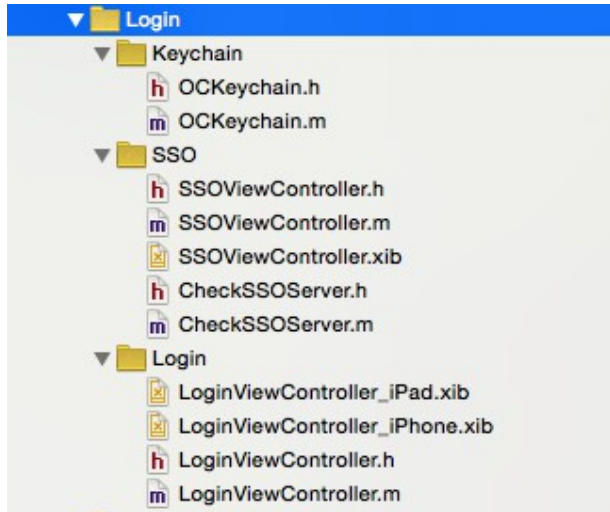 Login
Keychain
h OCKeychain.h
m OCKeychain.m
SSO
h SSOViewController.h
m SSOViewController.m
SSOViewController.xib
h CheckSSOServer.h
m CheckSSOServer.m
Login
LoginViewController_iPad.xib
LoginViewController_iPhone.xib
h LoginViewController.h
m LoginViewController.m